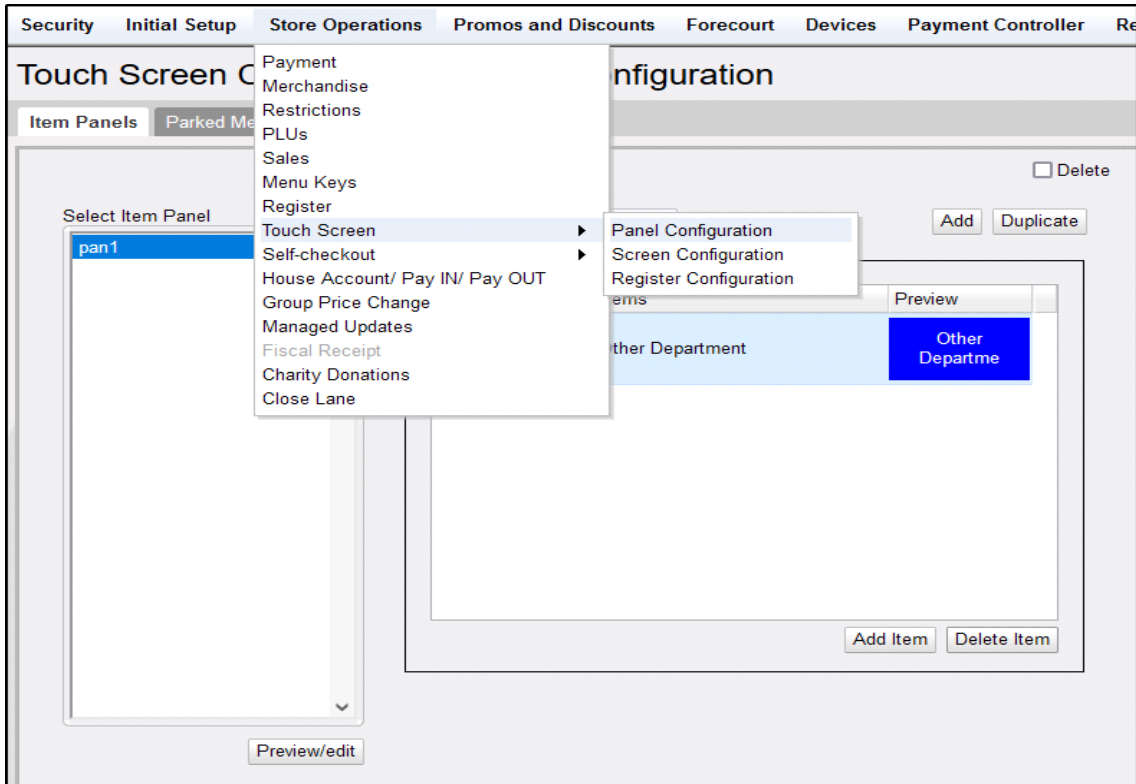 Security Initial Setup Store Operations Promos and Discounts Forecourt Devices Payment Controller Re
Touch Screen C nfiguration
Item Panels Parked Me
Delete
Select Item Panel
Add Duplicate
pan1
Payment
Merchandise
Restrictions
PLUs
Sales
Menu Keys
Register
Touch Screen
Self-checkout
House Account/ Pay IN/ Pay OUT
Group Price Change
Managed Updates
Fiscal Receipt
Charity Donations
Close Lane
Panel Configuration
Screen Configuration
Register Configuration
ems Preview
ther Department
Other
Departme
Add Item Delete Item
Preview/edit